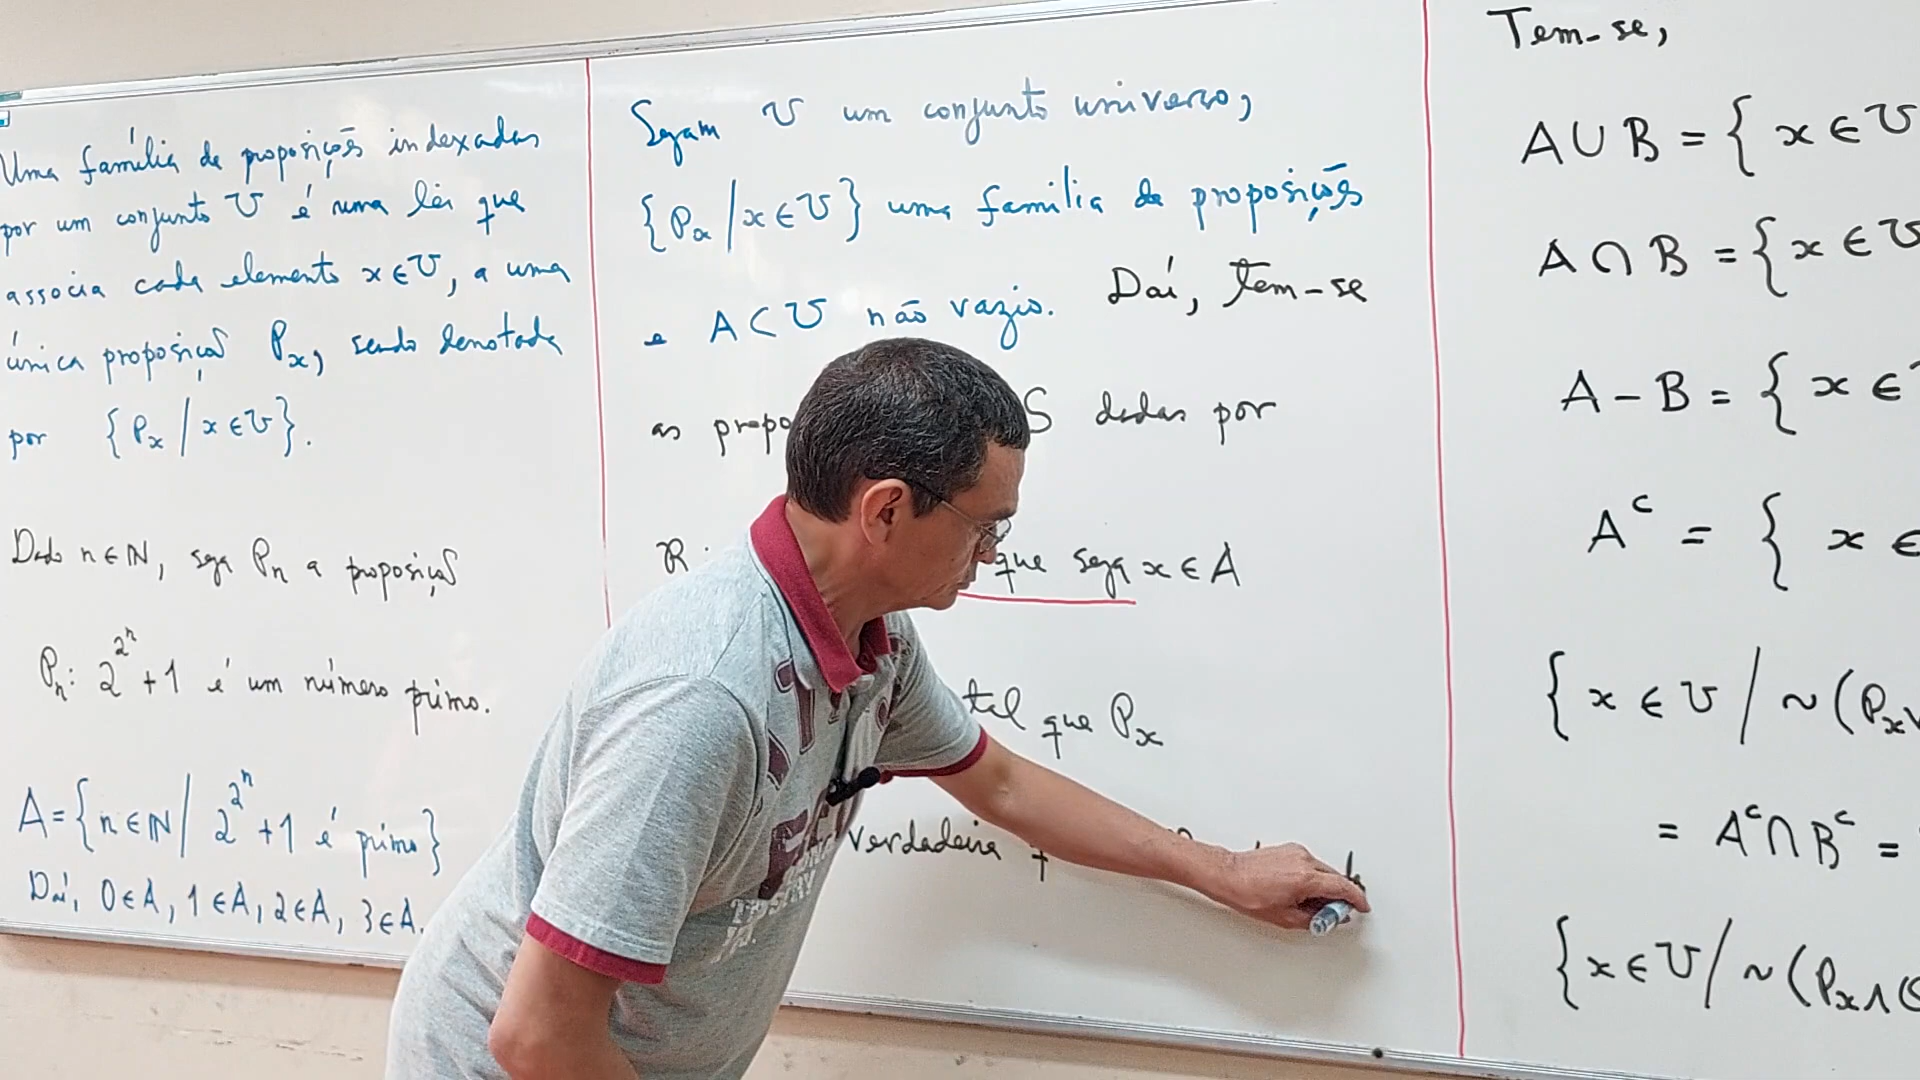 Uma família de proposições indexadas
por um conjunto U é uma lei que
associa cada elemento x ∈ U, a uma
única proposição Pₓ, sendo denotada
por {Pₓ / x ∈ U}.
Dado n ∈ ℕ, seja Pₙ a proposição
Pₙ: 2^2^n + 1 é um número primo.
A = {n ∈ ℕ / 2^2^n + 1 é primo}
Daí, 0 ∈ A, 1 ∈ A, 2 ∈ A, 3 ∈ A.
Sejam U um conjunto universo,
{Pₓ / x ∈ U} uma família de proposições
e A ⊂ U não vazio. Daí, tem-se
as S dadas por
R que seja x ∈ A
tal que Pₓ
verdadeira
Tem-se,
A ∪ B = { x ∈ U
A ∩ B = { x ∈ U
A - B = { x ∈
Aᶜ = { x ∈
{ x ∈ U / ~ (Pₓ ∨
= Aᶜ ∩ Bᶜ =
{ x ∈ U / ~ (Pₓ ∧